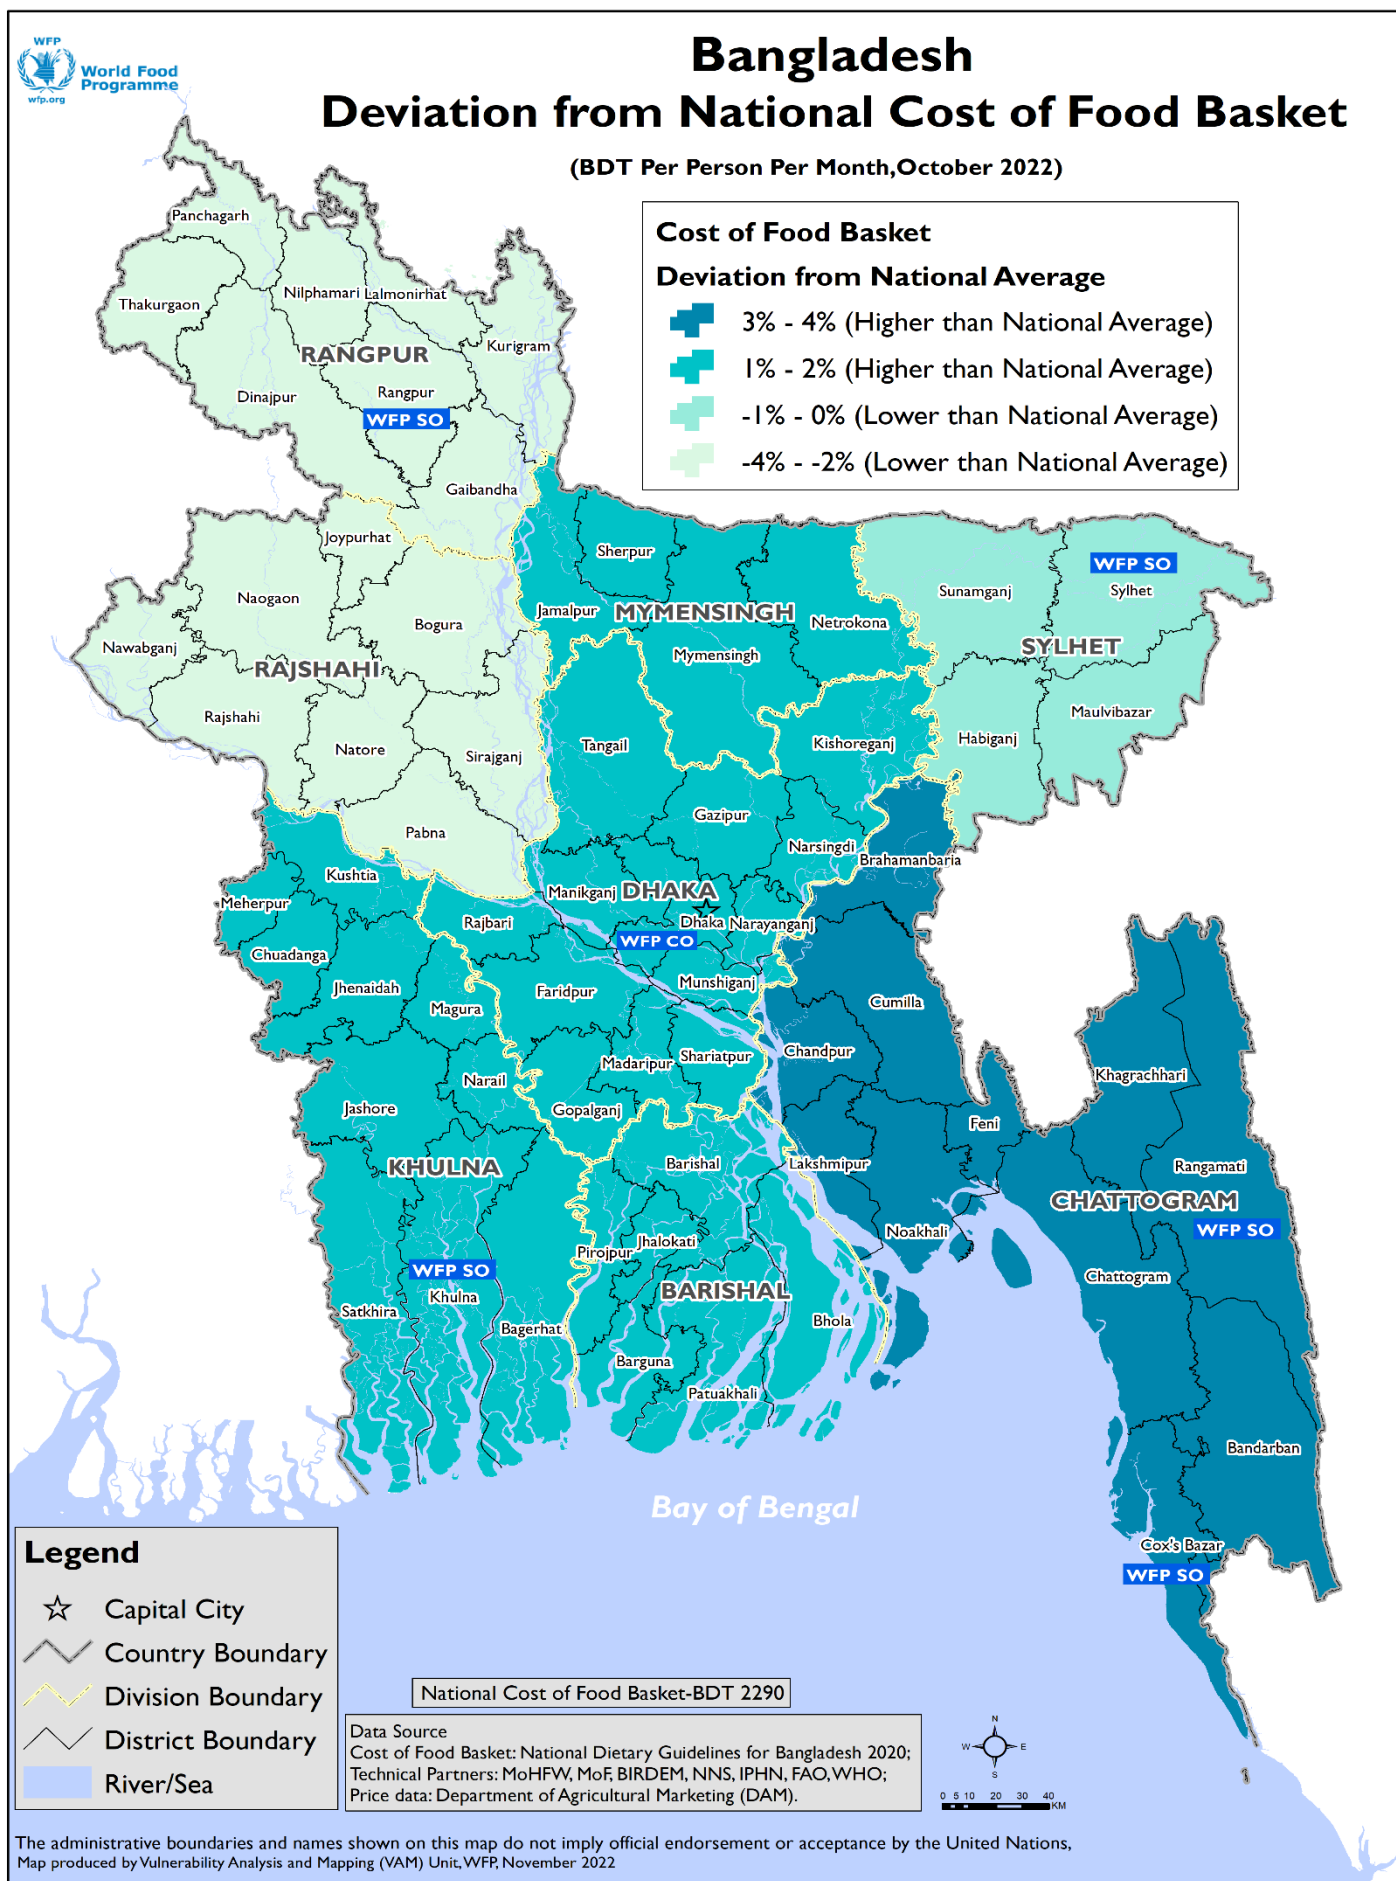 WFP
World Food
Programme
wfp.org
Bangladesh
Deviation from National Cost of Food Basket
(BDT Per Person Per Month,October 2022)
Cost of Food Basket
Deviation from National Average
3% - 4% (Higher than National Average)
1% - 2% (Higher than National Average)
-1% - 0% (Lower than National Average)
-4% - -2% (Lower than National Average)
Panchagarh
Thakurgaon
Nilphamari
Lalmonirhat
Kurigram
RANGPUR
Dinajpur
Rangpur
WFP SO
Gaibandha
Joypurhat
Naogaon
Bogura
Nawabganj
RAJSHAHI
Rajshahi
Natore
Sirajganj
Pabna
Sherpur
Jamalpur
MYMENSINGH
Netrokona
Mymensingh
Sunamganj
WFP SO
Sylhet
SYLHET
Habiganj
Maulvibazar
Tangail
Kishoreganj
Gazipur
Narsingdi
Brahamanbaria
Manikganj
DHAKA
Dhaka
Narayanganj
WFP CO
Rajbari
Munshiganj
Faridpur
Madaripur
Shariatpur
Gopalganj
Kushtia
Meherpur
Chuadanga
Jhenaidah
Magura
Narail
Jashore
KHULNA
WFP SO
Khulna
Satkhira
Bagerhat
Barishal
Pirojpur
Jhalokati
BARISHAL
Bhola
Barguna
Patuakhali
Cumilla
Chandpur
Feni
Lakshmipur
Noakhali
Khagrachhari
Rangamati
CHATTOGRAM
WFP SO
Chattogram
Bandarban
Cox's Bazar
WFP SO
Bay of Bengal
Legend
Capital City
Country Boundary
Division Boundary
District Boundary
River/Sea
National Cost of Food Basket-BDT 2290
Data Source
Cost of Food Basket: National Dietary Guidelines for Bangladesh 2020;
Technical Partners: MoHFW, MoF, BIRDEM, NNS, IPHN, FAO, WHO;
Price data: Department of Agricultural Marketing (DAM).
N
W E
S
0 5 10 20 30 40
KM
The administrative boundaries and names shown on this map do not imply official endorsement or acceptance by the United Nations,
Map produced by Vulnerability Analysis and Mapping (VAM) Unit, WFP, November 2022